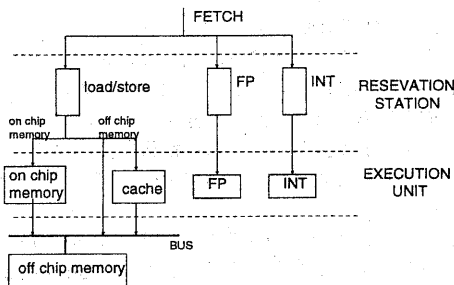 FETCH
load/store
FP
INT
RESEVATION
STATION
on chip
memory
off chip
memory
on chip
memory
cache
FP
INT
EXECUTION
UNIT
BUS
off chip memory